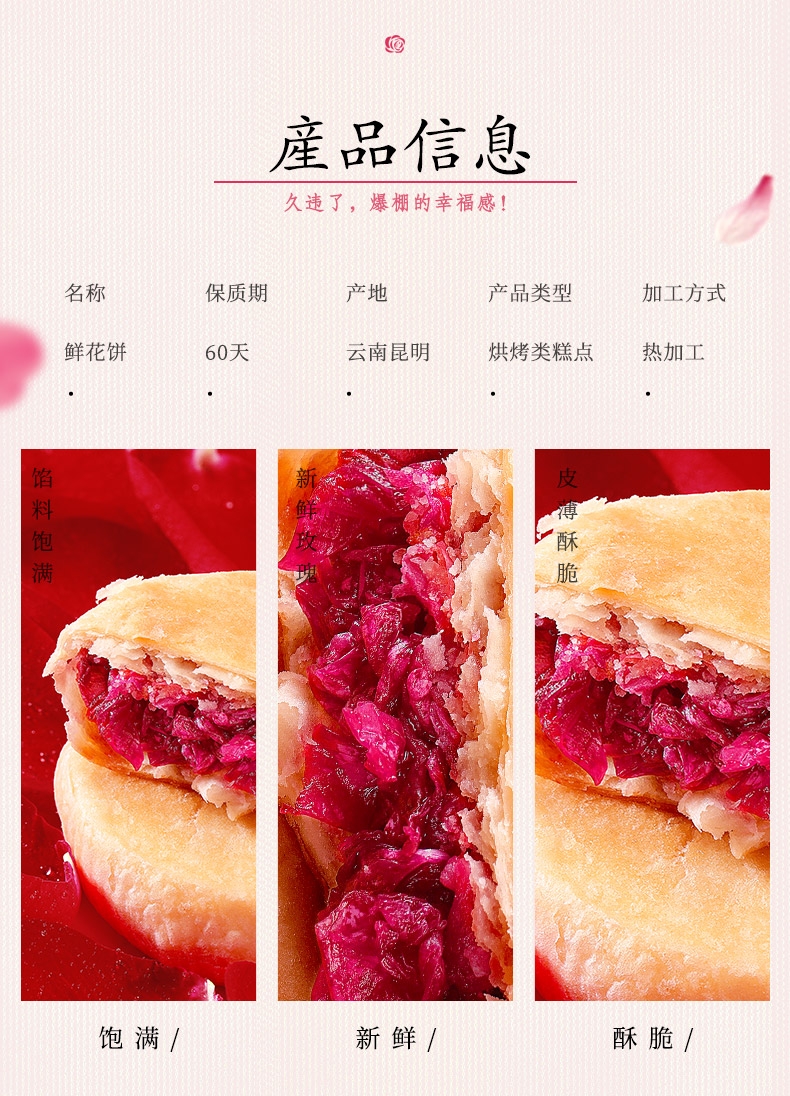 産品信息
久违了，爆棚的幸福感！
名称 保质期 产地 产品类型 加工方式
鲜花饼 60天 云南昆明 烘烤类糕点 热加工
馅料饱满
新鲜玫瑰
皮薄酥脆
饱满/ 新鲜/ 酥脆/